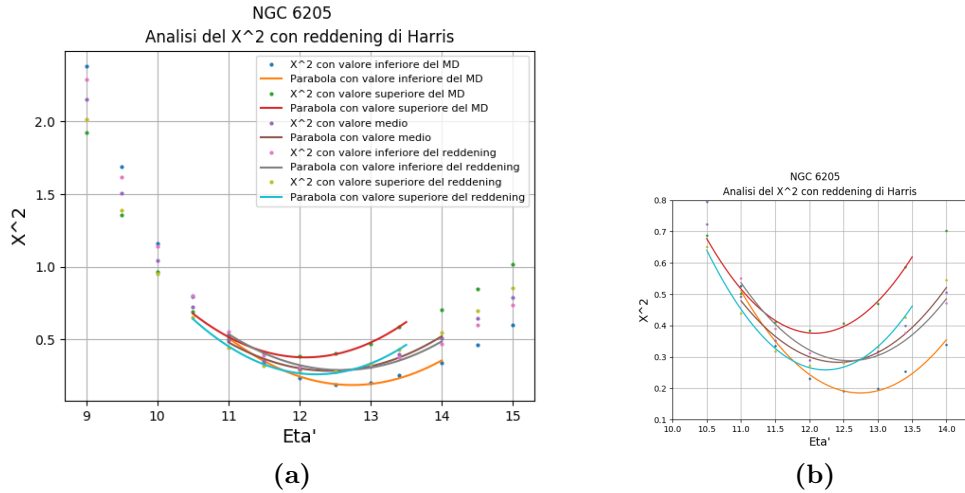 NGC 6205
Analisi del X^2 con reddening di Harris
X^2 con valore inferiore del MD
Parabola con valore inferiore del MD
X^2 con valore superiore del MD
Parabola con valore superiore del MD
X^2 con valore medio
Parabola con valore medio
X^2 con valore inferiore del reddening
Parabola con valore inferiore del reddening
X^2 con valore superiore del reddening
Parabola con valore superiore del reddening
2.0
1.5
1.0
0.5
X^2
9 10 11 12 13 14 15
Eta'
(a)
NGC 6205
Analisi del X^2 con reddening di Harris
0.8
0.7
0.6
0.5
0.4
0.3
0.2
0.1
X^2
10.0 10.5 11.0 11.5 12.0 12.5 13.0 13.5 14.0
Eta'
(b)